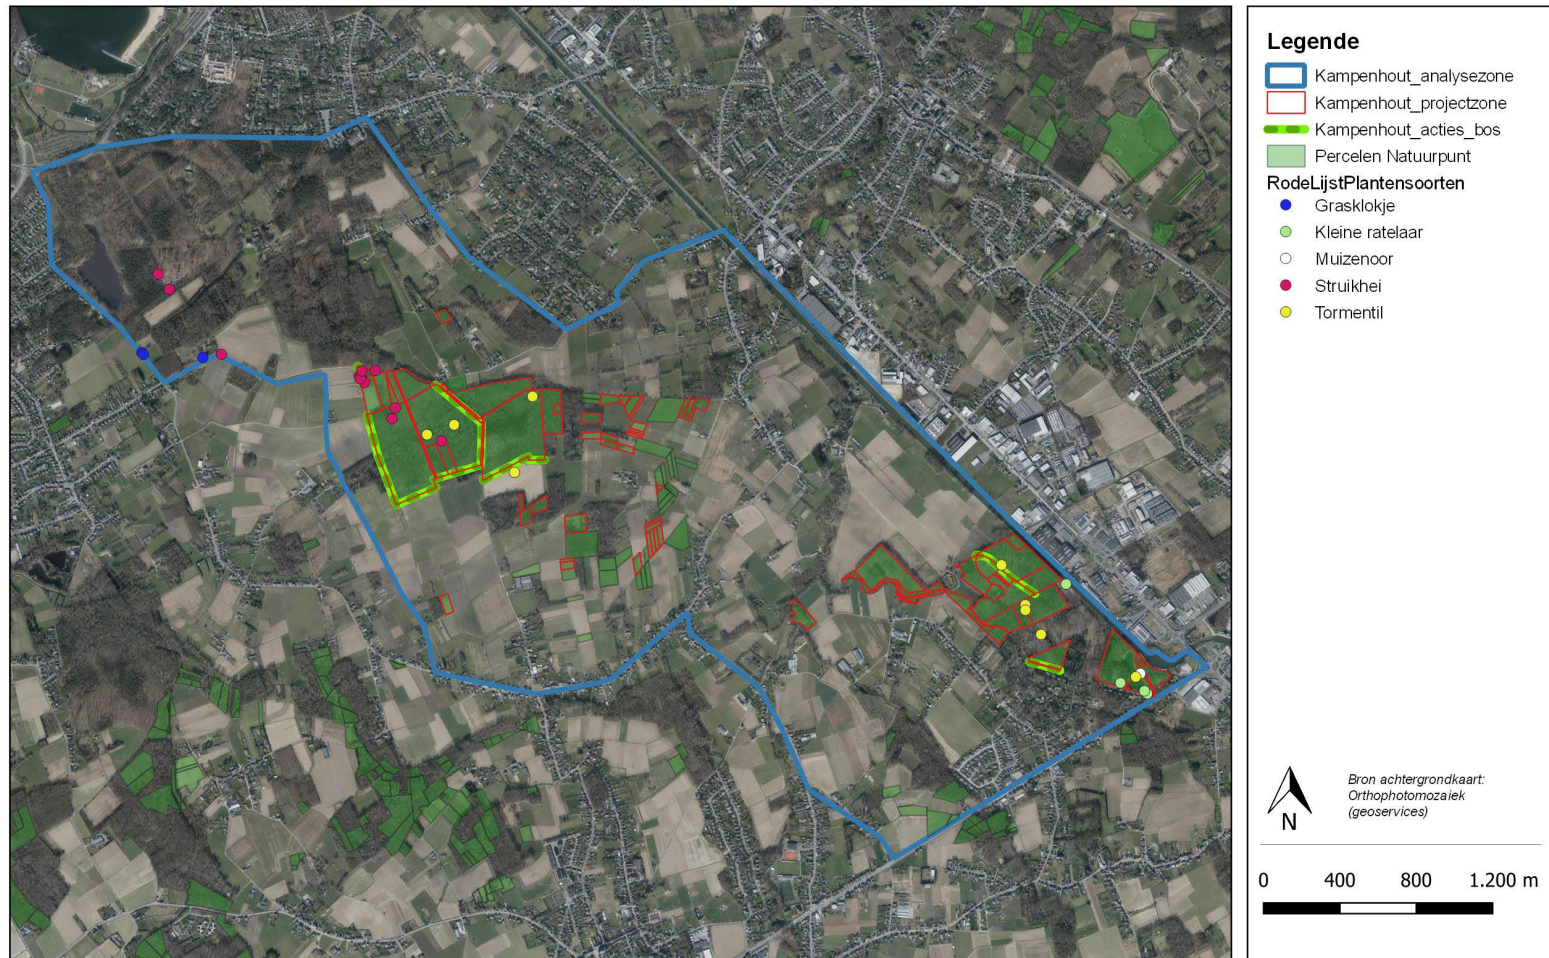 Legende
Kampenhout_analysezone
Kampenhout_projectzone
Kampenhout_acties_bos
Percelen Natuurpunt
RodeLijstPlantensoorten
Grasklokje
Kleine ratelaar
Muizenoor
Struikhei
Tormentil
N
Bron achtergrondkaart:
Orthophotomozaiek
(geoservices)
0 400 800 1.200 m